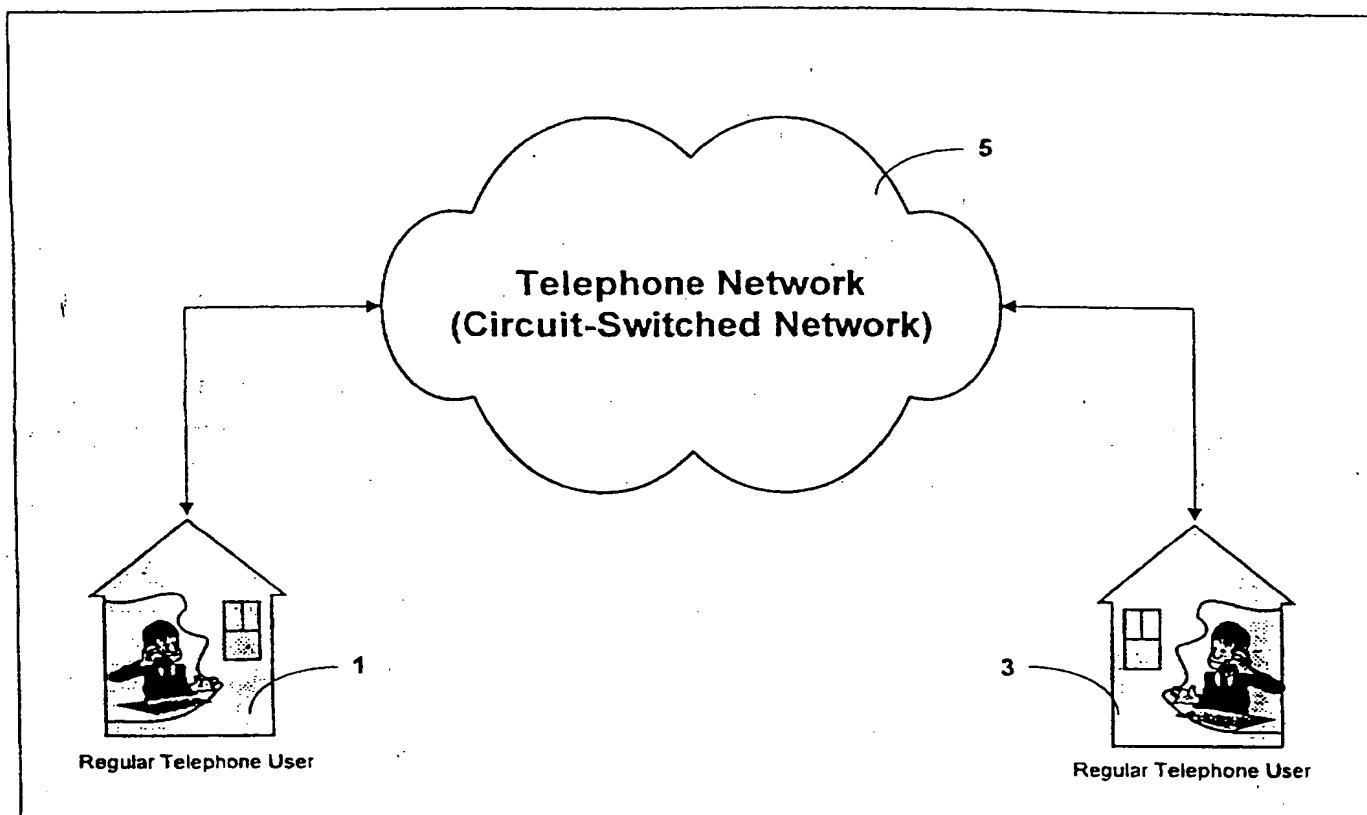 5
Telephone Network
(Circuit-Switched Network)
1
3
Regular Telephone User
Regular Telephone User